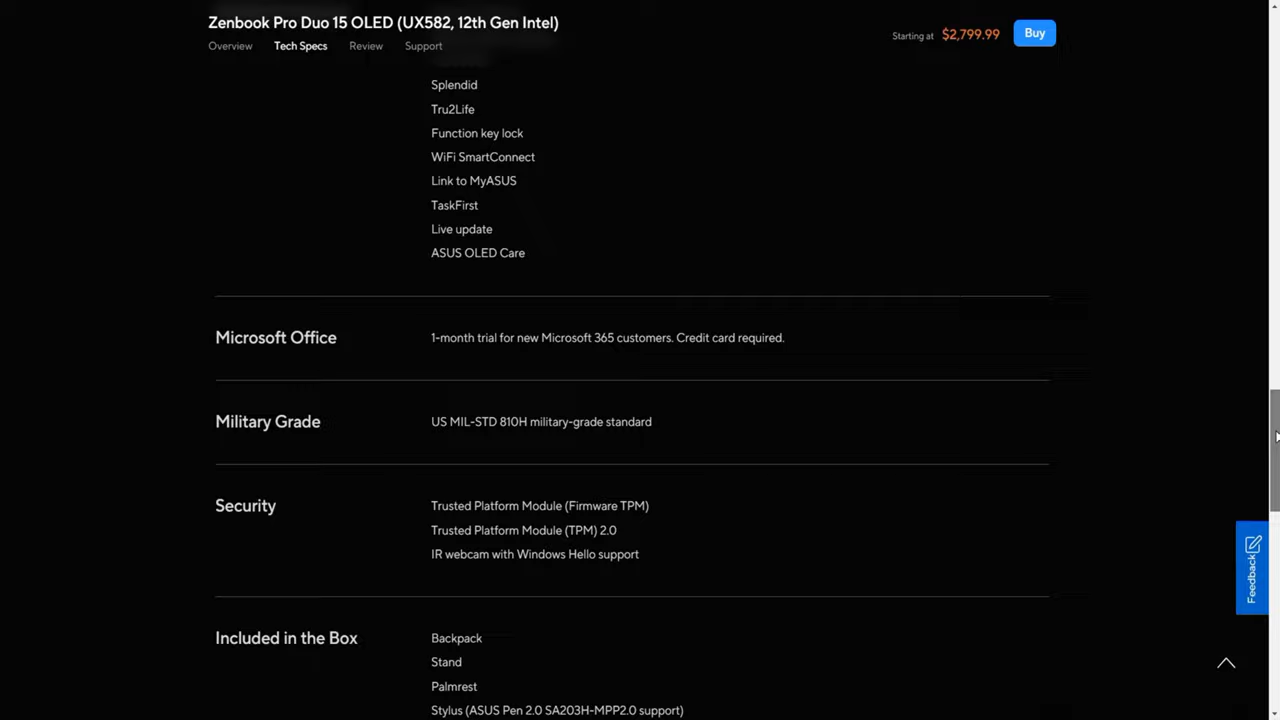 Zenbook Pro Duo 15 OLED (UX582, 12th Gen Intel)
Overview Tech Specs Review Support
Starting at $2,799.99 Buy
Splendid
Tru2Life
Function key lock
WiFi SmartConnect
Link to MyASUS
TaskFirst
Live update
ASUS OLED Care
Microsoft Office
1-month trial for new Microsoft 365 customers. Credit card required.
Military Grade
US MIL-STD 810H military-grade standard
Security
Trusted Platform Module (Firmware TPM)
Trusted Platform Module (TPM) 2.0
IR webcam with Windows Hello support
Feedback
Included in the Box
Backpack
Stand
Palmrest
Stylus (ASUS Pen 2.0 SA203H-MPP2.0 support)